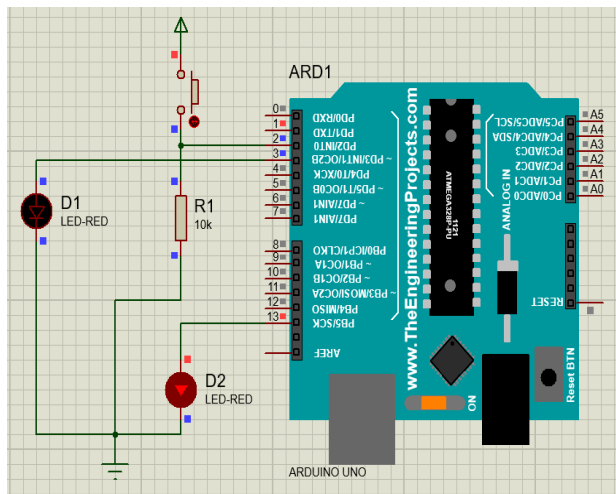 ARD1
D1
LED-RED
R1
10k
D2
LED-RED
0
1
2
3
4
5
6
7
8
9
10
11
12
13
PD0/RXD
PD1/TXD
PD2/INT0
~ PD3/INT1/OC2B
PD4/T0/XCK
~ PD5/T1/OC0B
~ PD6/AIN0
PD7/AIN1
PB0/ICP1/CLKO
~ PB1/OC1A
~ PB2/OC1B
~ PB3/MOSI/OC2A
PB4/MISO
PB5/SCK
AREF
www.TheEngineeringProjects.com
ATMEGA328P-PU
1121
ANALOG IN
PC5/ADC5/SCL
PC4/ADC4/SDA
PC3/ADC3
PC2/ADC2
PC1/ADC1
PC0/ADC0
A5
A4
A3
A2
A1
A0
RESET
Reset BTN
ON
ARDUINO UNO